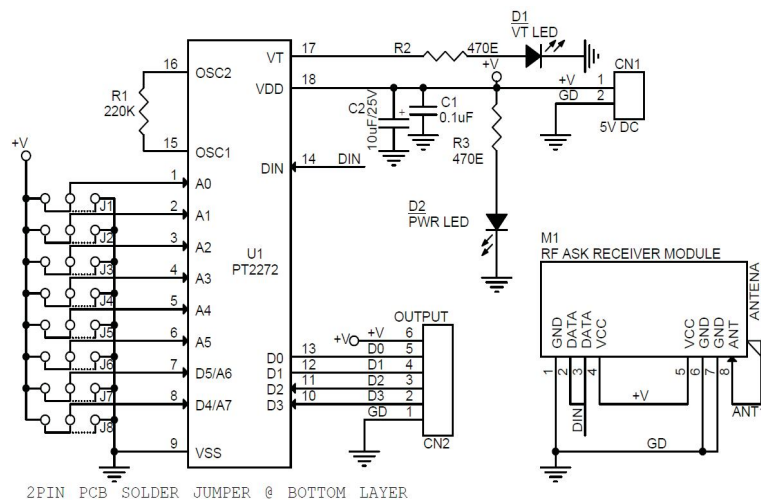 D1
VT LED
R2 470E
17
VT
+V
CN1
16
OSC2
18
VDD
+V 1
GD 2
5V DC
R1
220K
C2
10uF/25V
+
C1
0.1uF
R3
470E
15
OSC1
+V
DIN 14 DIN
1 A0
J1
2 A1
J2
3 A2
J3
4 A3
J4
5 A4
J5
6 A5
J6
7 D5/A6
J7
8 D4/A7
J8
9 VSS
U1
PT2272
D2
PWR LED
M1
RF ASK RECEIVER MODULE
ANTENA
GND DATA DATA VCC VCC GND GND ANT
1 2 3 4 5 6 7 8
DIN
+V
ANT1
GD
OUTPUT
+V +V 6
D0 13 D0 5
D1 12 D1 4
D2 11 D2 3
D3 10 D3 2
GD 1
CN2
2PIN PCB SOLDER JUMPER @ BOTTOM LAYER